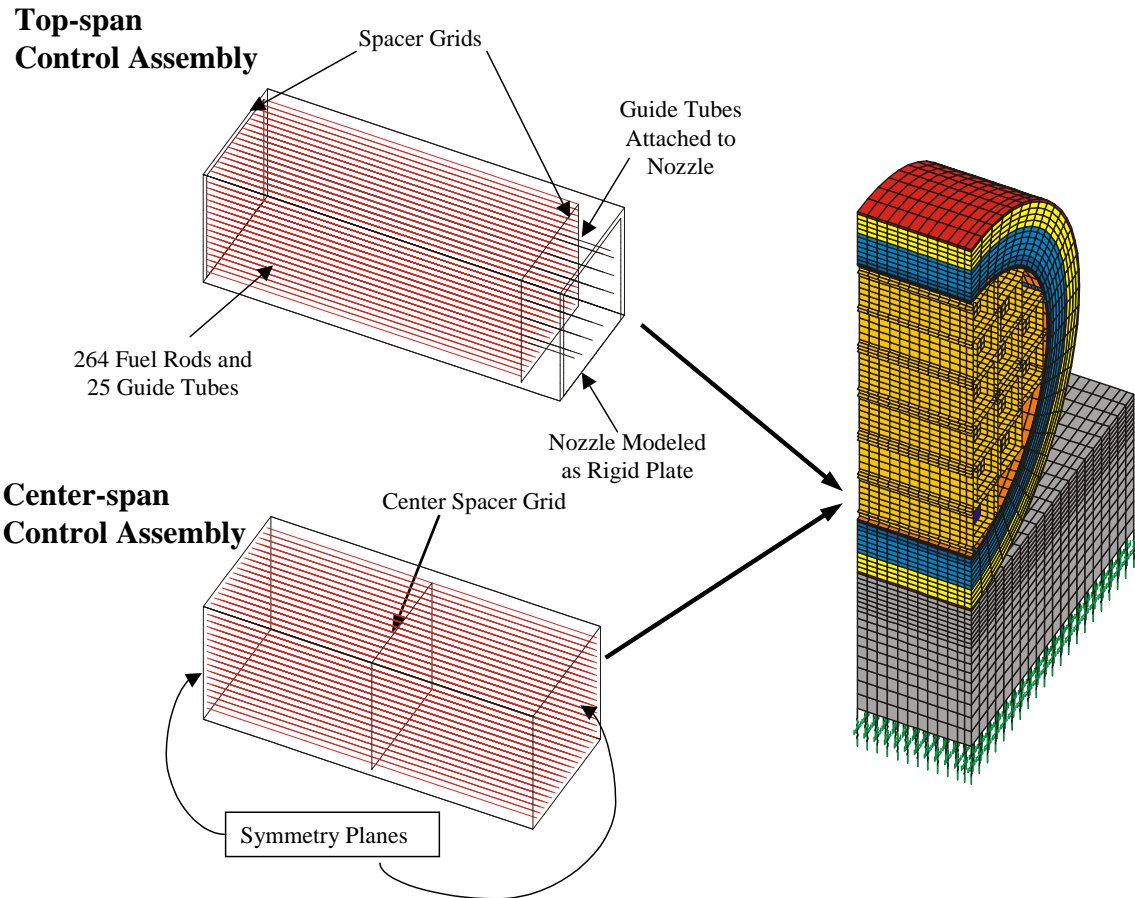 Top-span
Control Assembly
Spacer Grids
Guide Tubes
Attached to
Nozzle
264 Fuel Rods and
25 Guide Tubes
Nozzle Modeled
as Rigid Plate
Center-span
Control Assembly
Center Spacer Grid
Symmetry Planes